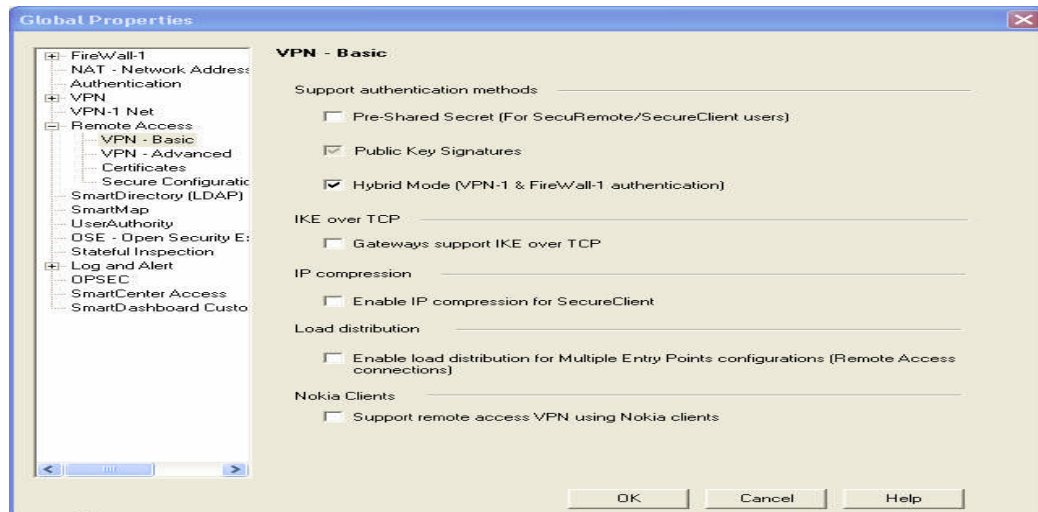 Global Properties
FireWall-1
NAT - Network Address
Authentication
VPN
VPN-1 Net
Remote Access
VPN - Basic
VPN - Advanced
Certificates
Secure Configuratic
SmartDirectory (LDAP)
SmartMap
UserAuthority
OSE - Open Security E:
Stateful Inspection
Log and Alert
OPSEC
SmartCenter Access
SmartDashboard Custo
VPN - Basic
Support authentication methods
Pre-Shared Secret (For SecuRemote/SecureClient users)
Public Key Signatures
Hybrid Mode (VPN-1 & FireWall-1 authentication)
IKE over TCP
Gateways support IKE over TCP
IP compression
Enable IP compression for SecureClient
Load distribution
Enable load distribution for Multiple Entry Points configurations (Remote Access
connections)
Nokia Clients
Support remote access VPN using Nokia clients
OK
Cancel
Help